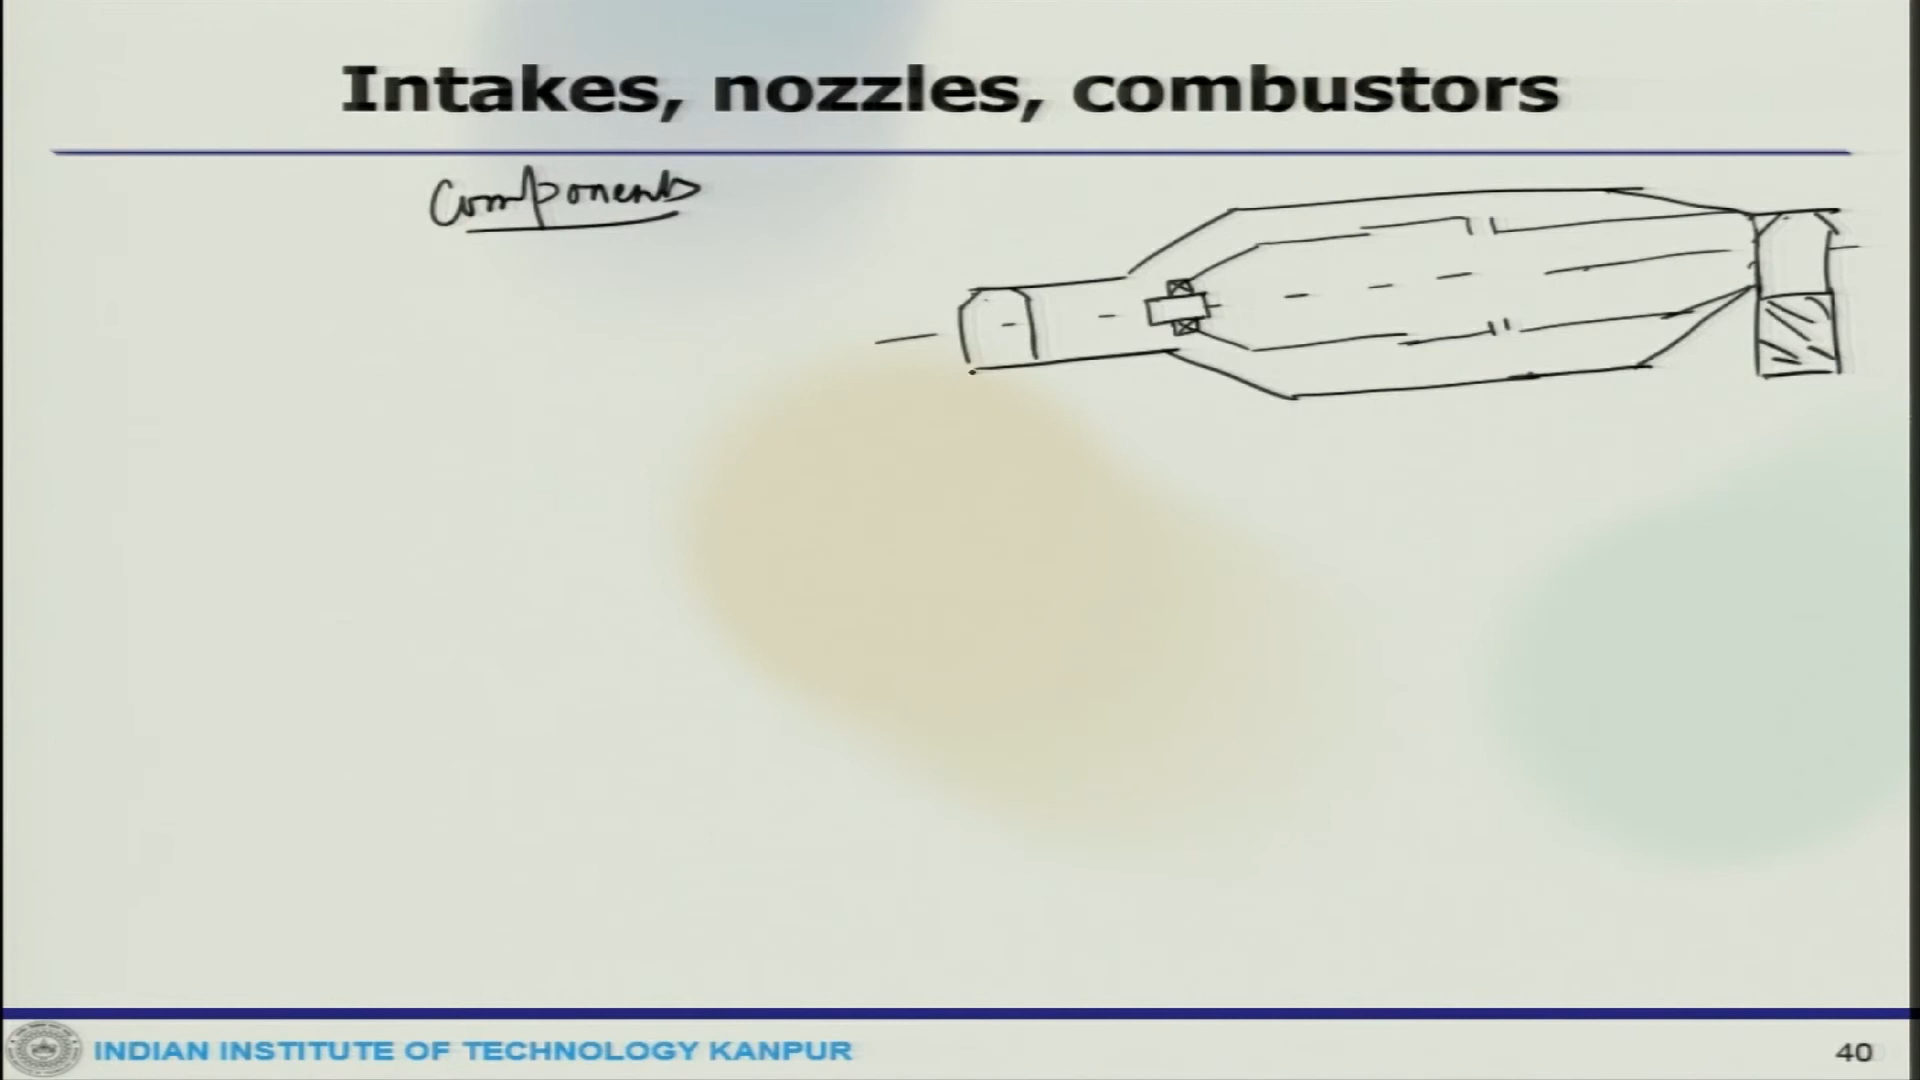 Intakes, nozzles, combustors
Components
INDIAN INSTITUTE OF TECHNOLOGY KANPUR
40